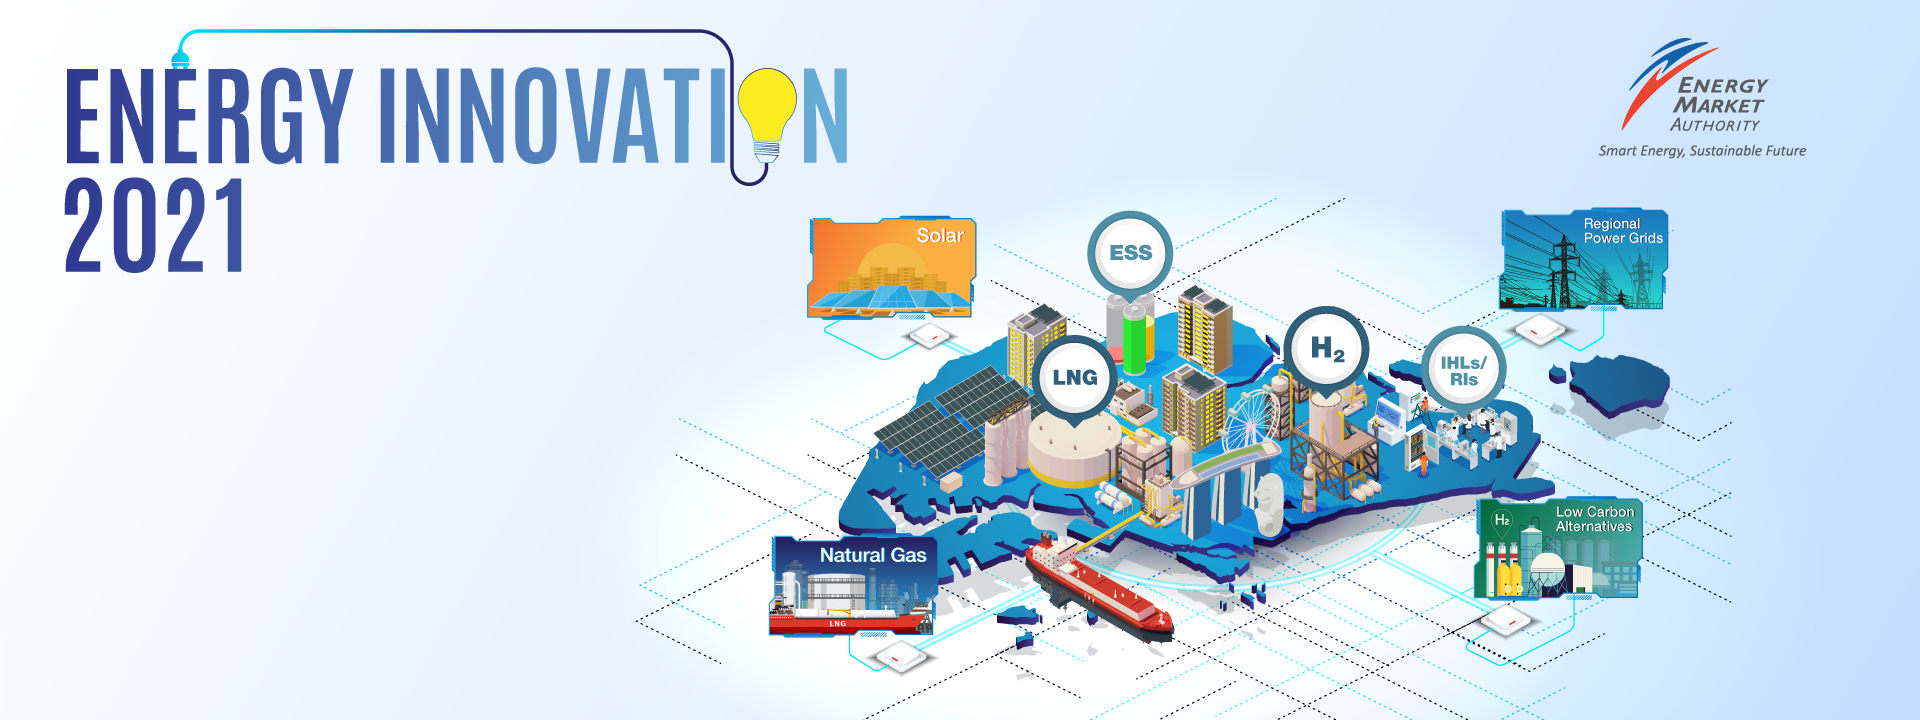 ENERGY INNOVATION
2021
ENERGY
MARKET
AUTHORITY
Smart Energy, Sustainable Future
Solar
ESS
Regional
Power Grids
LNG
H₂
IHLs/
RIs
Natural Gas
LNG
H₂
Low Carbon
Alternatives